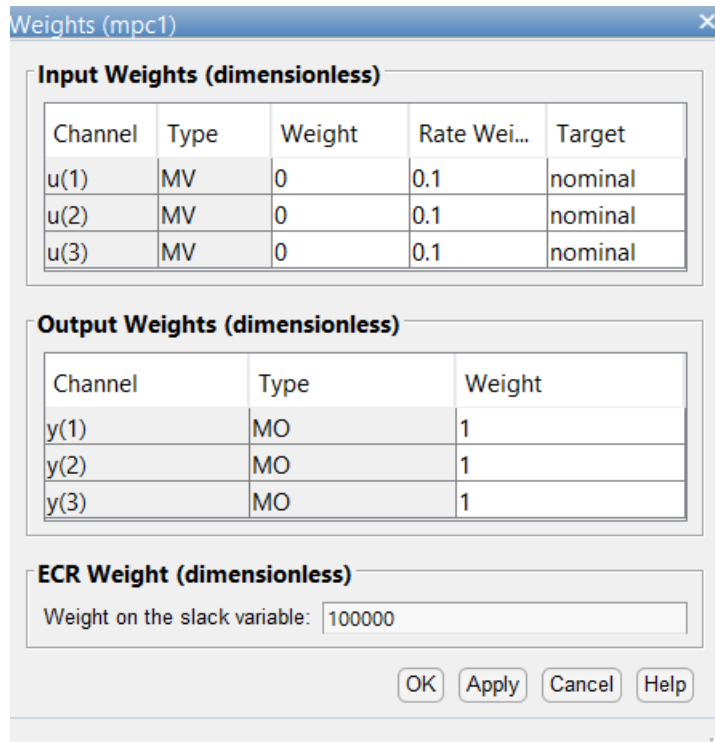 Weights (mpc1)
Input Weights (dimensionless)
Channel Type Weight Rate Wei... Target
u(1) MV 0 0.1 nominal
u(2) MV 0 0.1 nominal
u(3) MV 0 0.1 nominal
Output Weights (dimensionless)
Channel Type Weight
y(1) MO 1
y(2) MO 1
y(3) MO 1
ECR Weight (dimensionless)
Weight on the slack variable: 100000
OK Apply Cancel Help